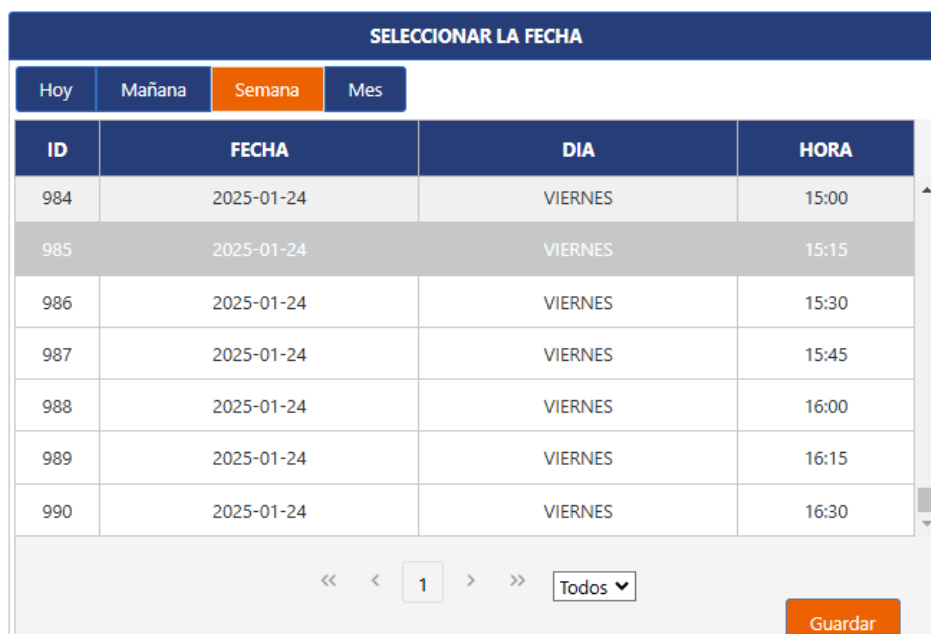 SELECCIONAR LA FECHA
Hoy Mañana Semana Mes
ID FECHA DIA HORA
984 2025-01-24 VIERNES 15:00
985 2025-01-24 VIERNES 15:15
986 2025-01-24 VIERNES 15:30
987 2025-01-24 VIERNES 15:45
988 2025-01-24 VIERNES 16:00
989 2025-01-24 VIERNES 16:15
990 2025-01-24 VIERNES 16:30
<< < 1 > >> Todos
Guardar